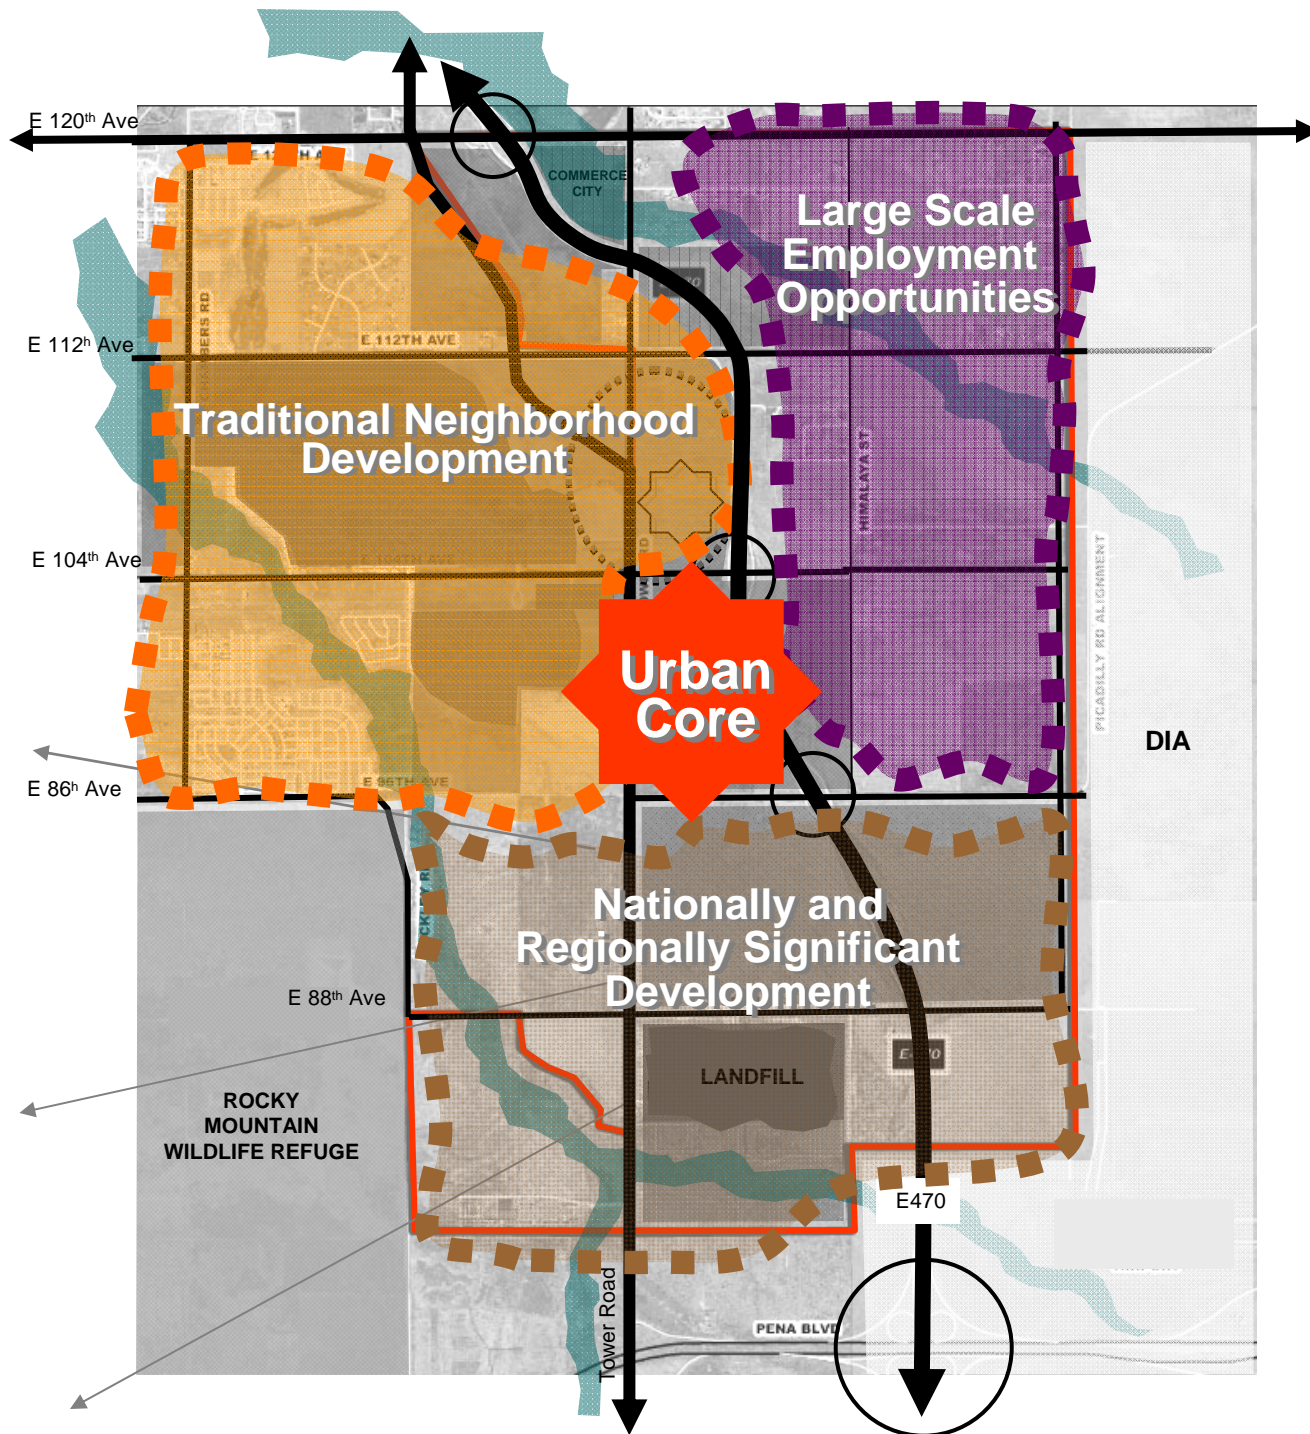 E 120th Ave
COMMERCE
CITY
Large Scale
Employment
Opportunities
E 112h Ave
E 112TH AVE
Traditional Neighborhood
Development
HIMALAYA ST
E 104th Ave
PICADILLY RD ALIGNMENT
Urban
Core
DIA
E 86h Ave
E 96TH AVE
Nationally and
Regionally Significant
Development
E 88th Ave
E-470
LANDFILL
ROCKY
MOUNTAIN
WILDLIFE REFUGE
E470
Tower Road
PENA BLVD